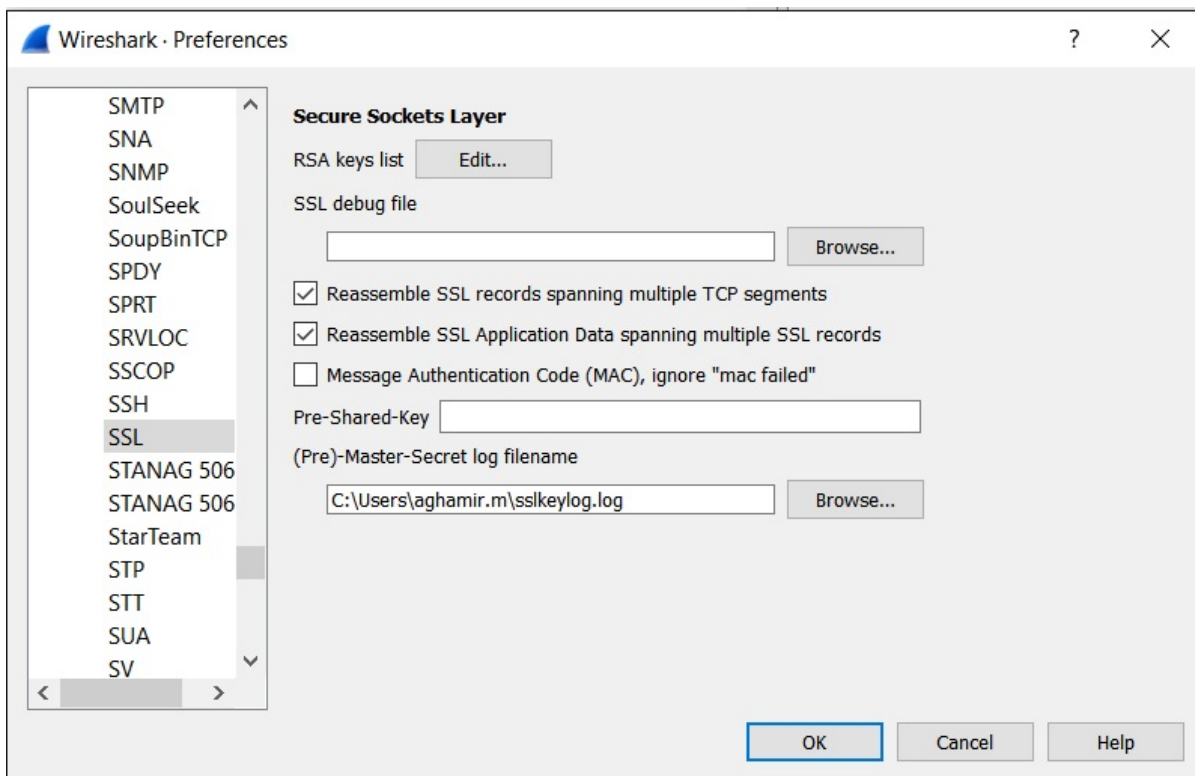 Wireshark · Preferences
?
SMTP
SNA
SNMP
SoulSeek
SoupBinTCP
SPDY
SPRT
SRVLOC
SSCOP
SSH
SSL
STANAG 506
STANAG 506
StarTeam
STP
STT
SUA
SV
Secure Sockets Layer
RSA keys list Edit...
SSL debug file
Browse...
Reassemble SSL records spanning multiple TCP segments
Reassemble SSL Application Data spanning multiple SSL records
Message Authentication Code (MAC), ignore "mac failed"
Pre-Shared-Key
(Pre)-Master-Secret log filename
C:\Users\aghamir.m\sslkeylog.log Browse...
OK Cancel Help